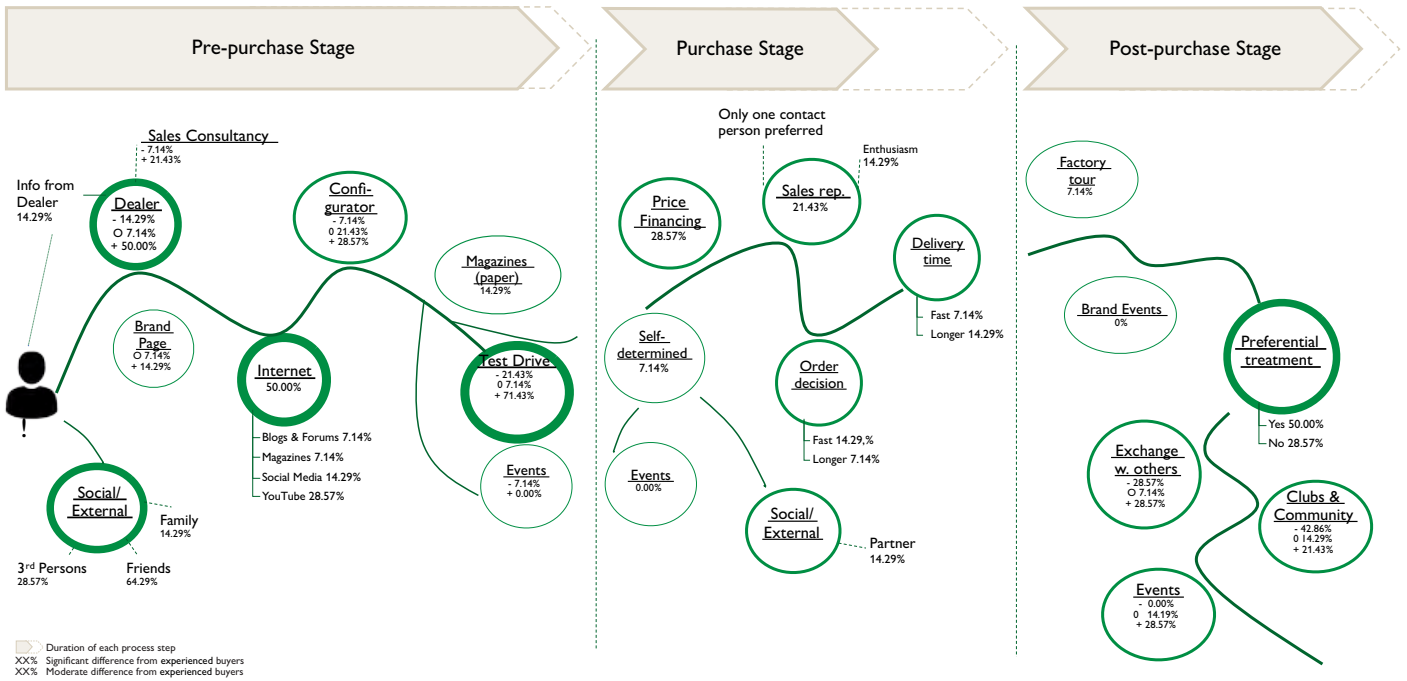 Pre-purchase Stage
Purchase Stage
Post-purchase Stage
Sales Consultancy
- 7.14%
+ 21.43%
Info from
Dealer
14.29%
Dealer
- 14.29%
O 7.14%
+ 50.00%
Confi-
gurator
- 7.14%
0 21.43%
+ 28.57%
Magazines
(paper)
14.29%
Brand
Page
O 7.14%
+ 14.29%
Internet
50.00%
Blogs & Forums 7.14%
Magazines 7.14%
Social Media 14.29%
YouTube 28.57%
Test Drive
- 21.43%
0 7.14%
+ 71.43%
Events
- 7.14%
+ 0.00%
Social/
External
Family
14.29%
3rd Persons
28.57%
Friends
64.29%
Only one contact
person preferred
Enthusiasm
14.29%
Price
Financing
28.57%
Sales rep.
21.43%
Delivery
time
Fast 7.14%
Longer 14.29%
Self-
determined
7.14%
Order
decision
Fast 14.29,%
Longer 7.14%
Events
0.00%
Social/
External
Partner
14.29%
Factory
tour
7.14%
Brand Events
0%
Preferential
treatment
Yes 50.00%
No 28.57%
Exchange
w. others
- 28.57%
O 7.14%
+ 28.57%
Clubs &
Community
- 42.86%
0 14.29%
+ 21.43%
Events
- 0.00%
0 14.19%
+ 28.57%
Duration of each process step
XX% Significant difference from experienced buyers
XX% Moderate difference from experienced buyers